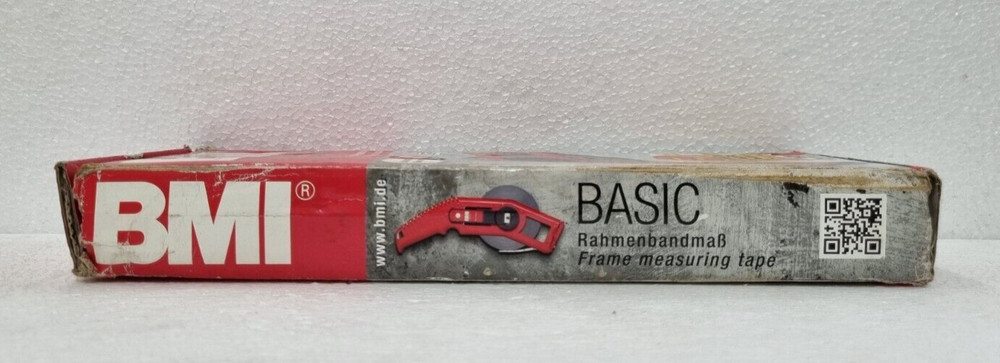 BMI®
www.bmi.de
BASIC
Rahmenbandmaß
Frame measuring tape